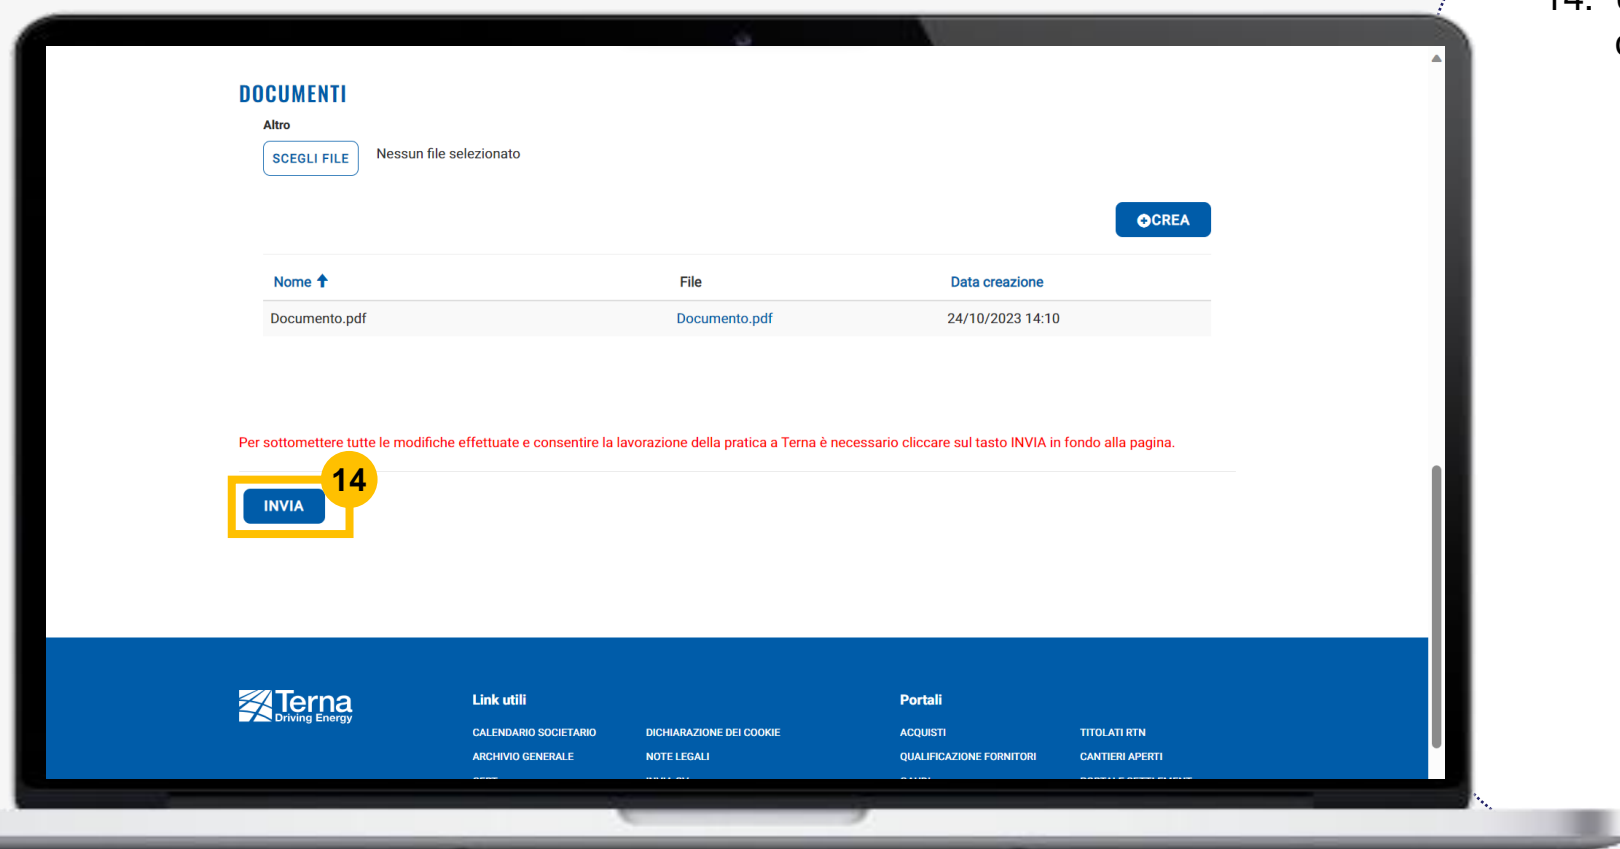 14.
DOCUMENTI
Altro
SCEGLI FILE Nessun file selezionato
CREA
Nome File Data creazione
Documento.pdf Documento.pdf 24/10/2023 14:10
Per sottomettere tutte le modifiche effettuate e consentire la lavorazione della pratica a Terna è necessario cliccare sul tasto INVIA in fondo alla pagina.
14
INVIA
Terna
Driving Energy
Link utili Portali
CALENDARIO SOCIETARIO DICHIARAZIONE DEI COOKIE ACQUISTI TITOLATI RTN
ARCHIVIO GENERALE NOTE LEGALI QUALIFICAZIONE FORNITORI CANTIERI APERTI